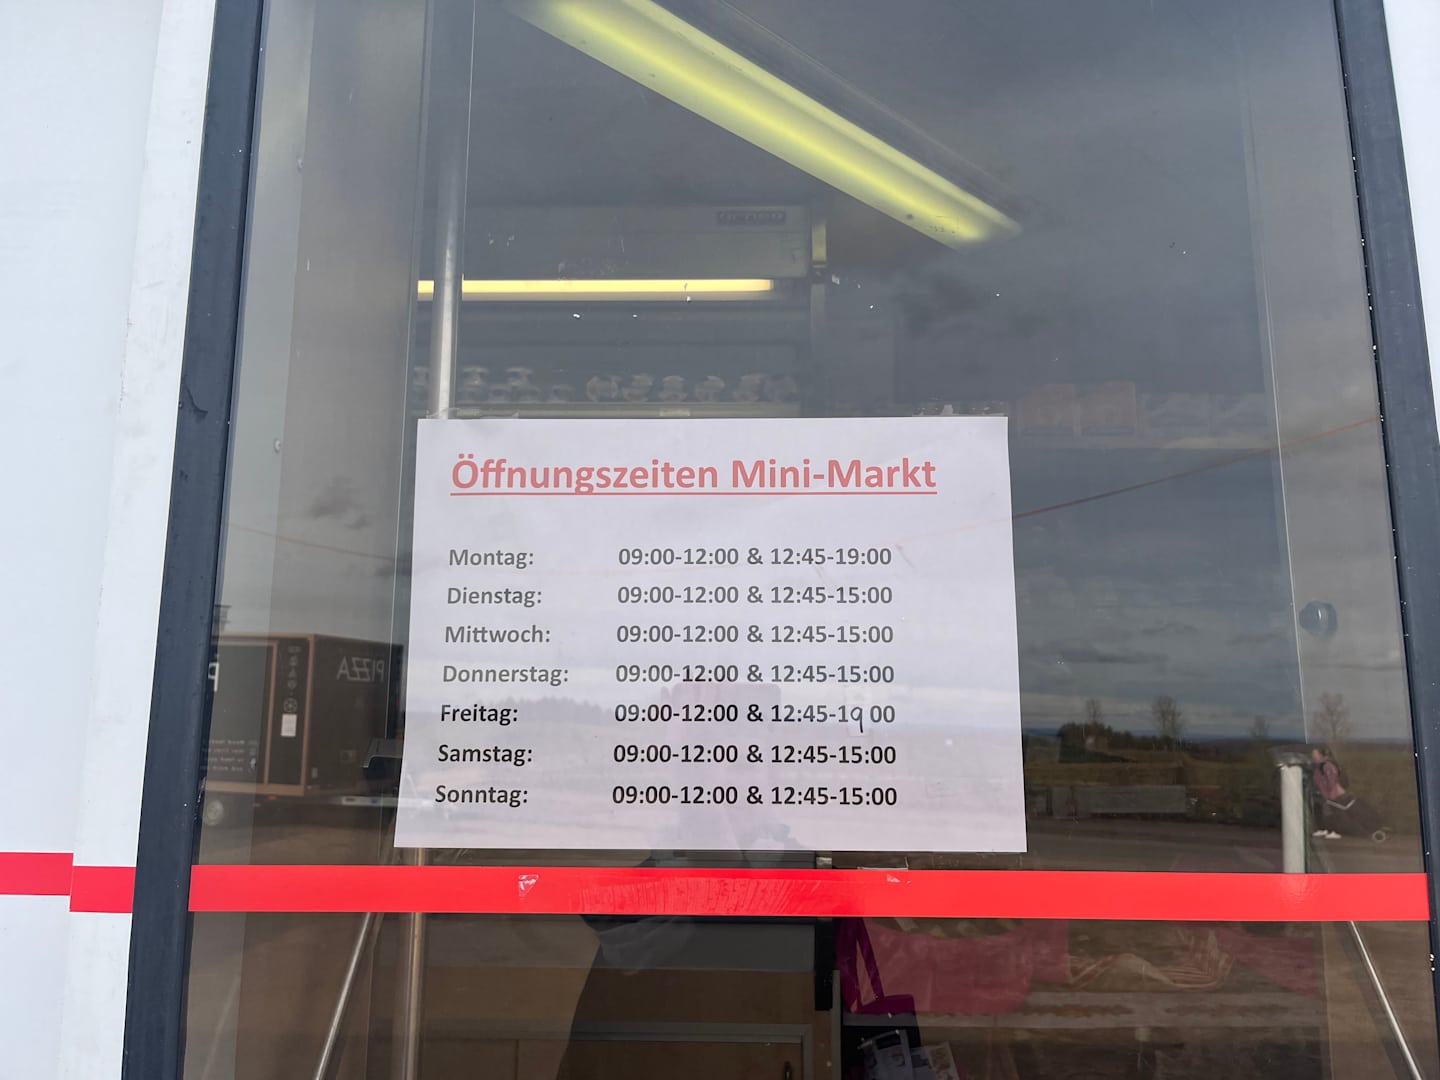 Öffnungszeiten Mini-Markt
Montag: 09:00-12:00 & 12:45-19:00
Dienstag: 09:00-12:00 & 12:45-15:00
Mittwoch: 09:00-12:00 & 12:45-15:00
Donnerstag: 09:00-12:00 & 12:45-15:00
Freitag: 09:00-12:00 & 12:45-19 00
Samstag: 09:00-12:00 & 12:45-15:00
Sonntag: 09:00-12:00 & 12:45-15:00
PIZZA